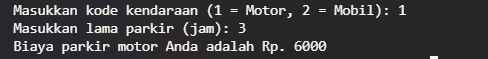 Masukkan kode kendaraan (1 = Motor, 2 = Mobil): 1
Masukkan lama parkir (jam): 3
Biaya parkir motor Anda adalah Rp. 6000